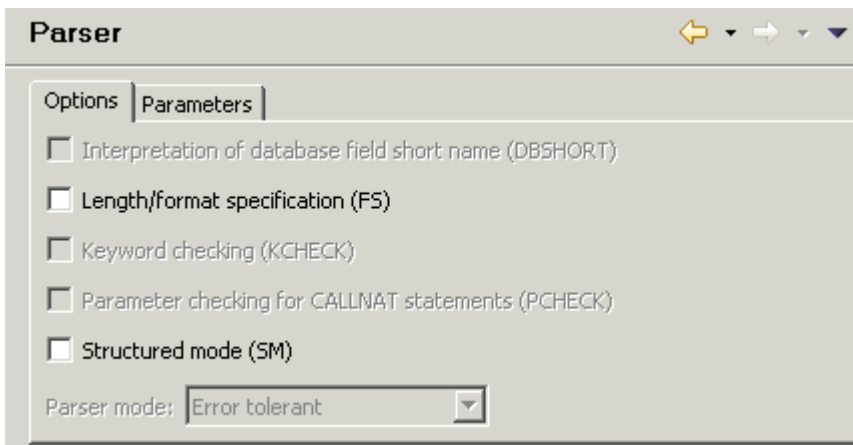 Parser
Options Parameters
Interpretation of database field short name (DBSHORT)
Length/format specification (FS)
Keyword checking (KCHECK)
Parameter checking for CALLNAT statements (PCHECK)
Structured mode (SM)
Parser mode: Error tolerant